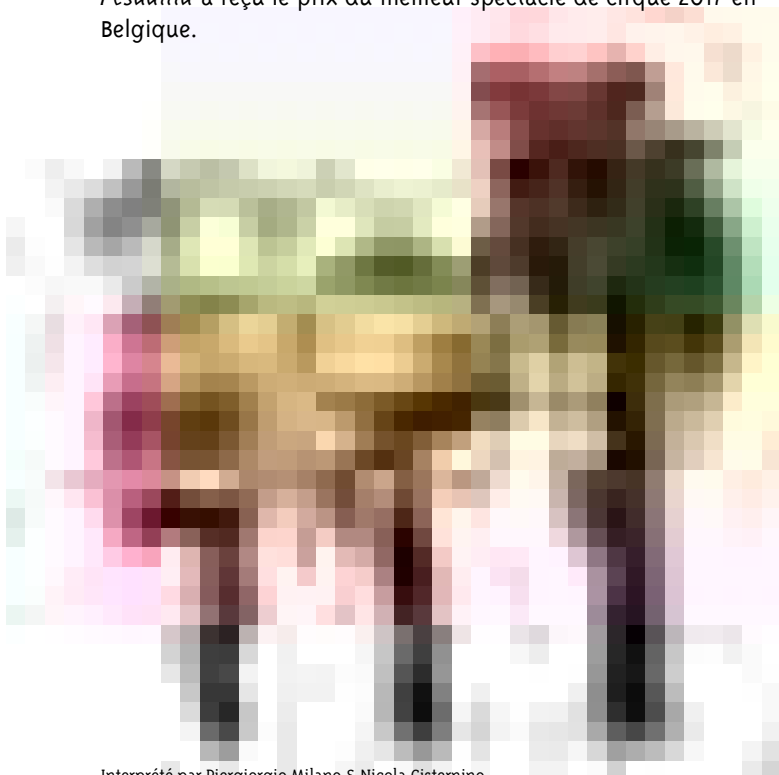 a reçu le prix du meilleur spectacle de cirque 2017 en
Belgique.
Interprété par Piergiorgio Milano & Nicola Cisternino